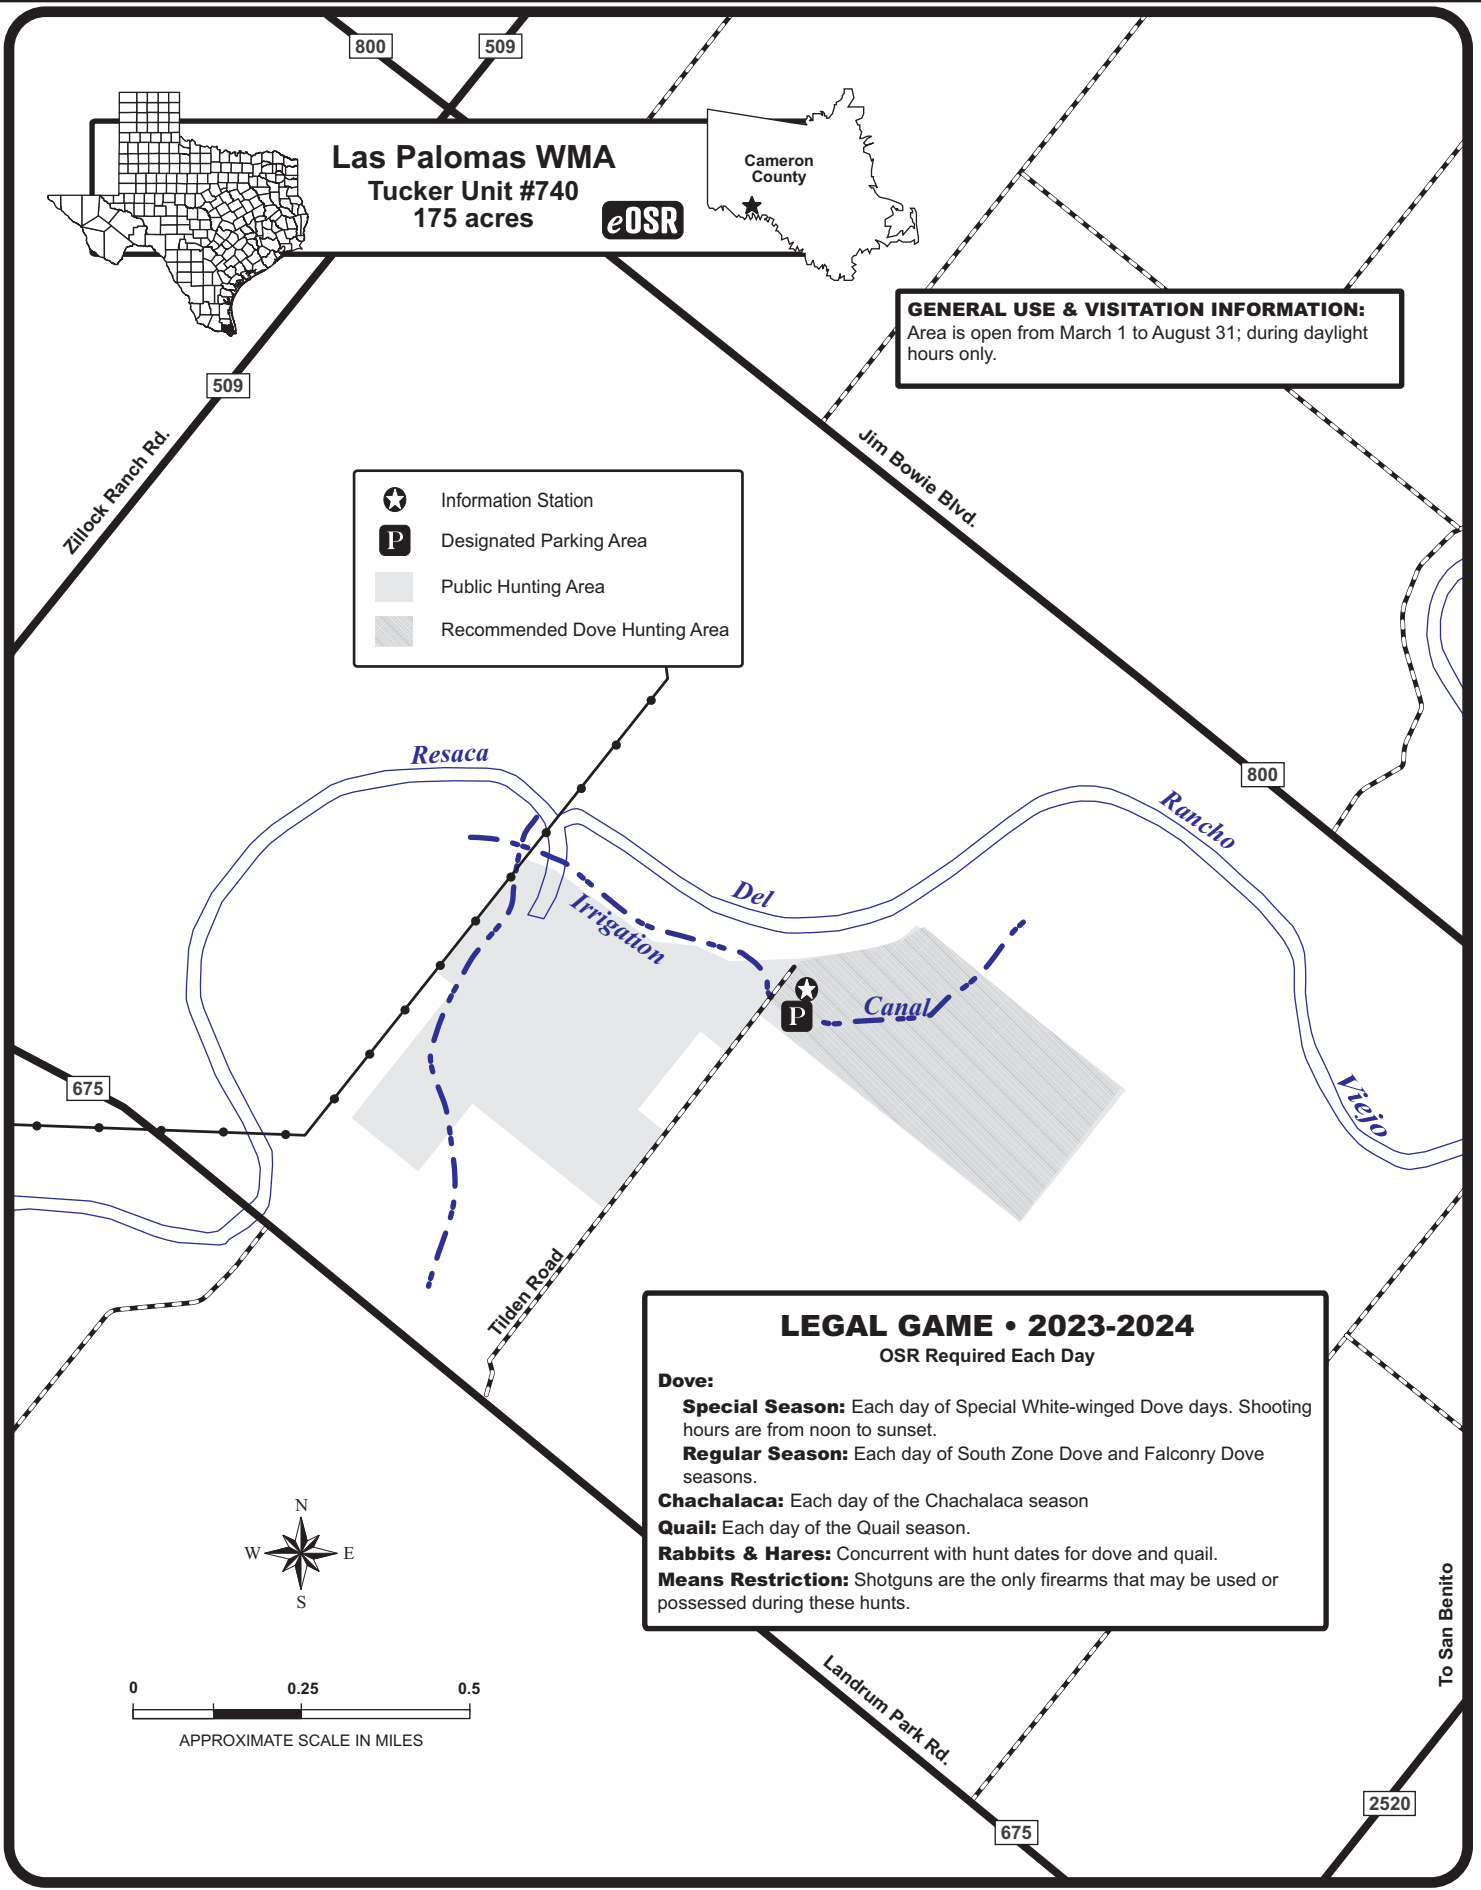 800
509
Las Palomas WMA
Tucker Unit #740
175 acres
eOSR
Cameron
County
GENERAL USE & VISITATION INFORMATION:
Area is open from March 1 to August 31; during daylight
hours only.
509
Zillock Ranch Rd.
Jim Bowie Blvd.
Information Station
P
Designated Parking Area
Public Hunting Area
Recommended Dove Hunting Area
Resaca
800
Rancho
Del
Irrigation
Canal
P
675
Viejo
Tilden Road
LEGAL GAME • 2023-2024
OSR Required Each Day
Dove:
Special Season: Each day of Special White-winged Dove days. Shooting
hours are from noon to sunset.
Regular Season: Each day of South Zone Dove and Falconry Dove
seasons.
Chachalaca: Each day of the Chachalaca season
Quail: Each day of the Quail season.
Rabbits & Hares: Concurrent with hunt dates for dove and quail.
Means Restriction: Shotguns are the only firearms that may be used or
possessed during these hunts.
N
W E
S
To San Benito
0 0.25 0.5
APPROXIMATE SCALE IN MILES
Landrum Park Rd.
2520
675